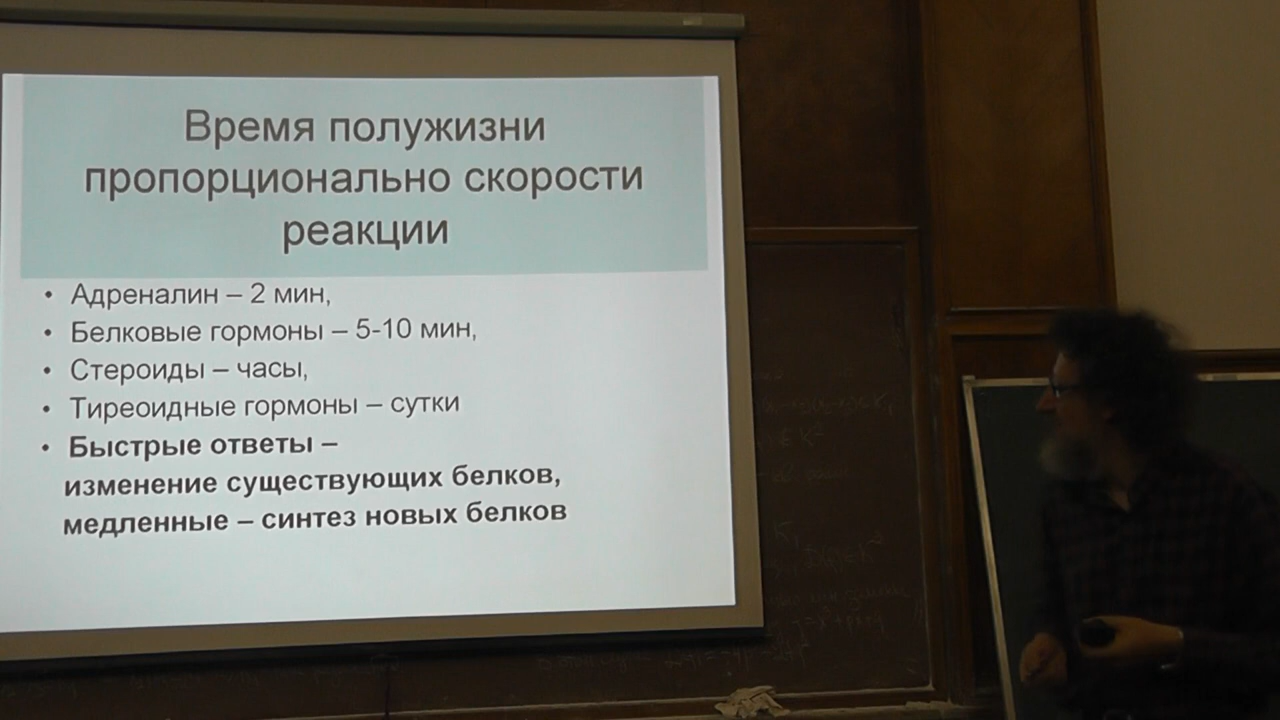 Время полужизни
пропорционально скорости
реакции
• Адреналин – 2 мин,
• Белковые гормоны – 5-10 мин,
• Стероиды – часы,
• Тиреоидные гормоны – сутки
• Быстрые ответы –
изменение существующих белков,
медленные – синтез новых белков